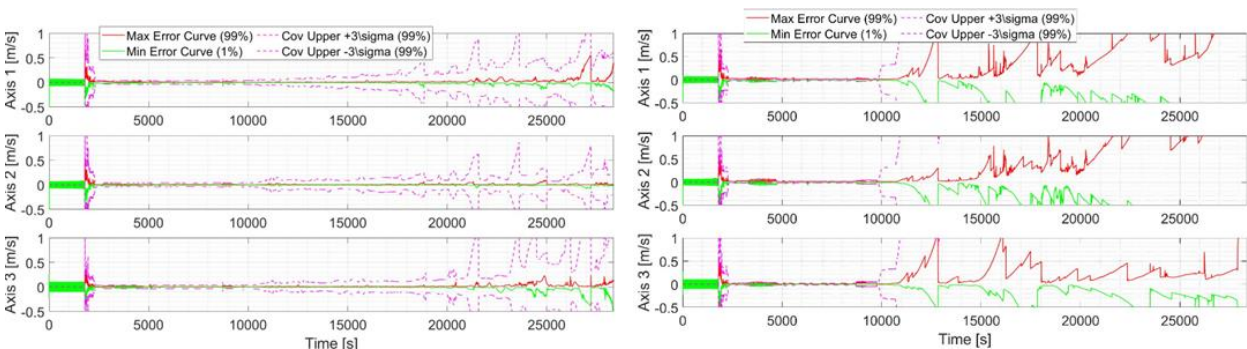 Max Error Curve (99%) Cov Upper +3\sigma (99%)
Min Error Curve (1%) Cov Upper -3\sigma (99%)
Axis 1 [m/s]
1
0.5
0
-0.5
0 5000 10000 15000 20000 25000
Axis 2 [m/s]
1
0.5
0
-0.5
0 5000 10000 15000 20000 25000
Axis 3 [m/s]
1
0.5
0
-0.5
0 5000 10000 15000 20000 25000
Time [s]
Max Error Curve (99%) Cov Upper +3\sigma (99%)
Min Error Curve (1%) Cov Upper -3\sigma (99%)
Axis 1 [m/s]
1
0.5
0
-0.5
0 5000 10000 15000 20000 25000
Axis 2 [m/s]
1
0.5
0
-0.5
0 5000 10000 15000 20000 25000
Axis 3 [m/s]
1
0.5
0
-0.5
0 5000 10000 15000 20000 25000
Time [s]